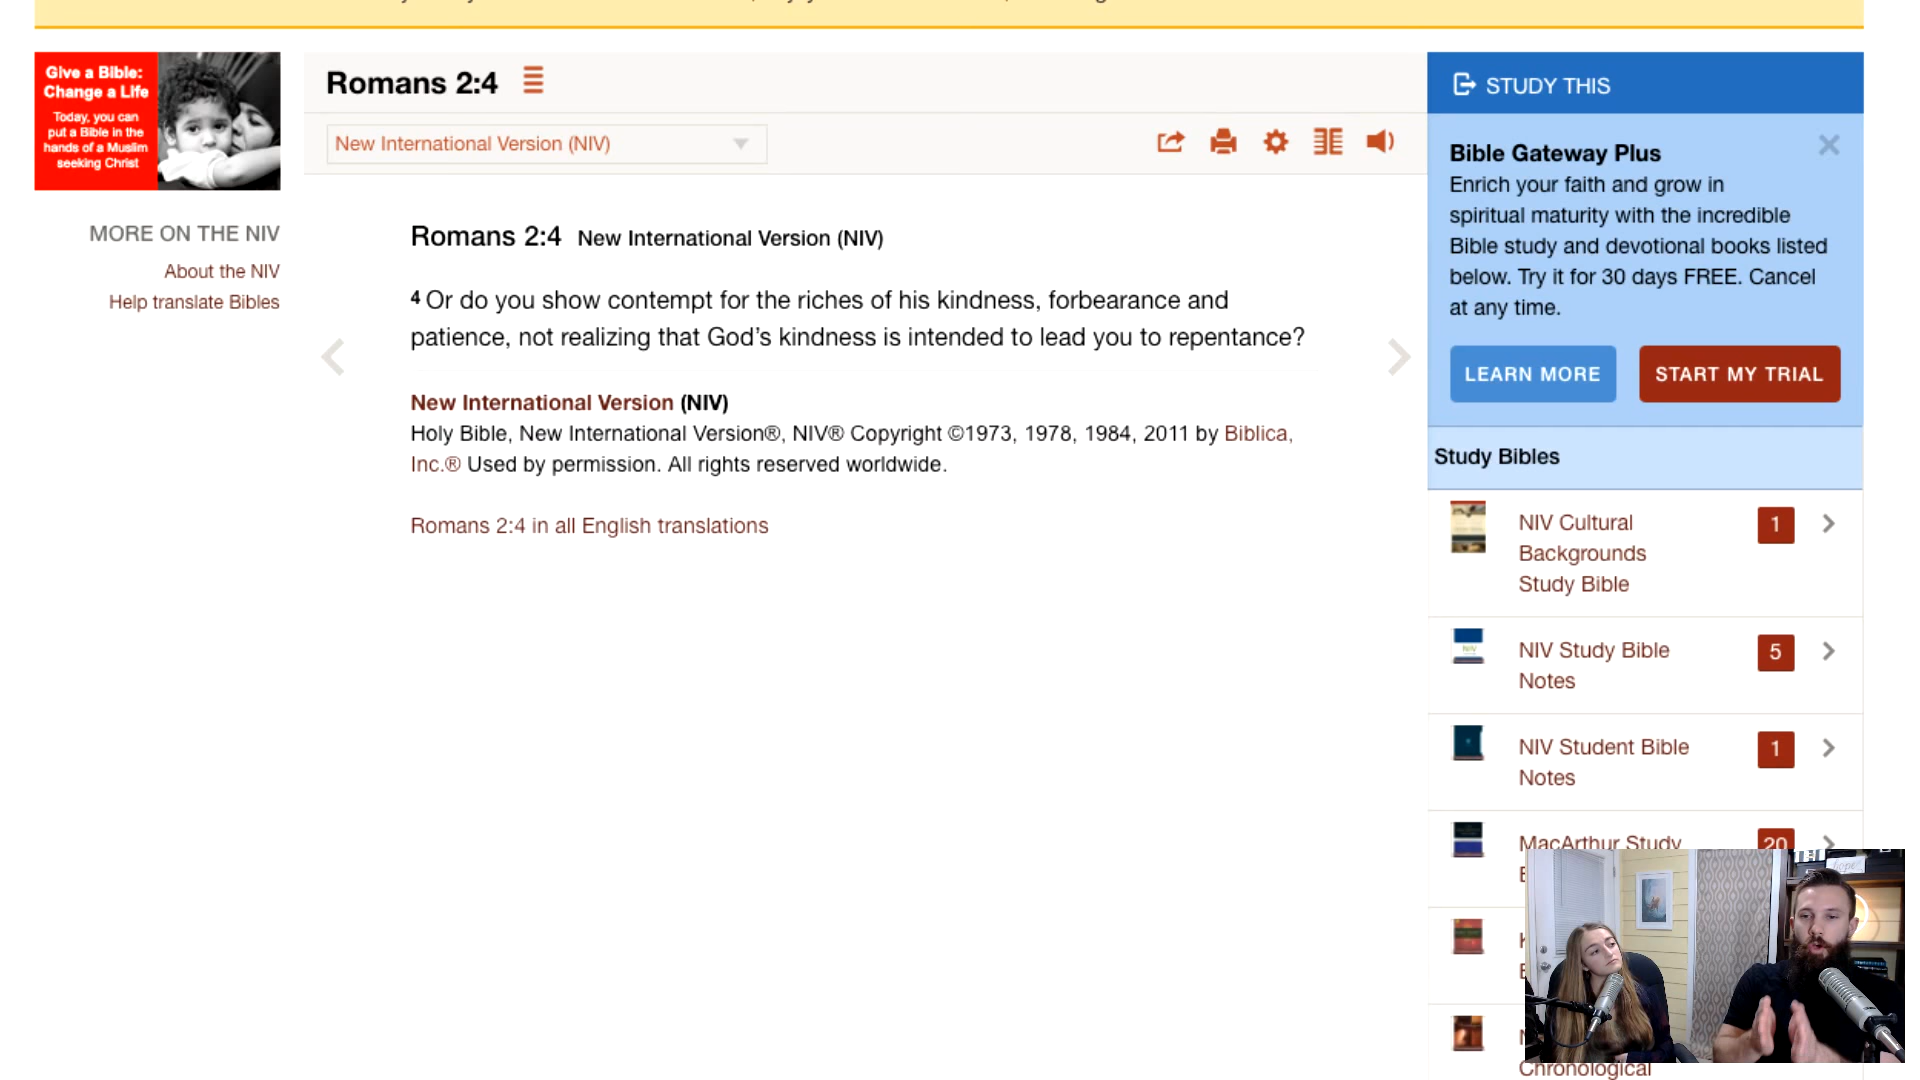 Give a Bible:
Change a Life
Today, you can
put a Bible in the
hands of a Muslim
seeking Christ
MORE ON THE NIV
About the NIV
Help translate Bibles
Romans 2:4
New International Version (NIV)
Romans 2:4 New International Version (NIV)
4 Or do you show contempt for the riches of his kindness, forbearance and
patience, not realizing that God's kindness is intended to lead you to repentance?
New International Version (NIV)
Holy Bible, New International Version®, NIV® Copyright ©1973, 1978, 1984, 2011 by Biblica,
Inc.® Used by permission. All rights reserved worldwide.
Romans 2:4 in all English translations
STUDY THIS
Bible Gateway Plus
Enrich your faith and grow in
spiritual maturity with the incredible
Bible study and devotional books listed
below. Try it for 30 days FREE. Cancel
at any time.
LEARN MORE
START MY TRIAL
Study Bibles
NIV Cultural
Backgrounds
Study Bible
1
NIV Study Bible
Notes
5
NIV Student Bible
Notes
1
MacArthur Study
20
Chronological